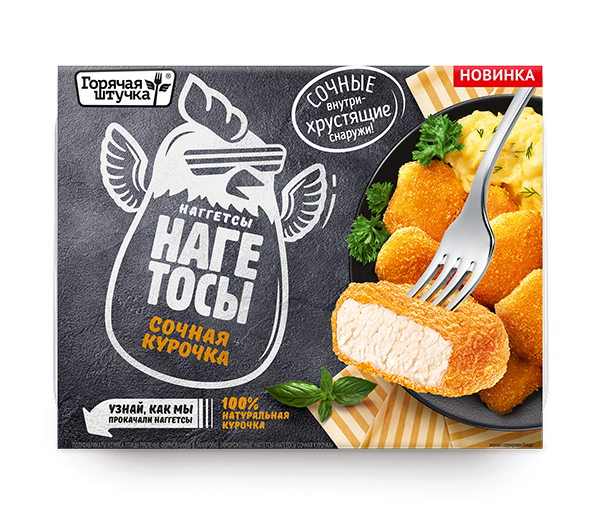 Горячая
штучка®
НОВИНКА
СОЧНЫЕ
внутри-
ХРУСТЯЩИЕ
снаружи!
НАГГЕТСЫ
НАГЕ
ТОСЫ
СОЧНАЯ
КУРОЧКА
УЗНАЙ, КАК МЫ
ПРОКАЧАЛИ НАГГЕТСЫ
100%
НАТУРАЛЬНАЯ
КУРОЧКА